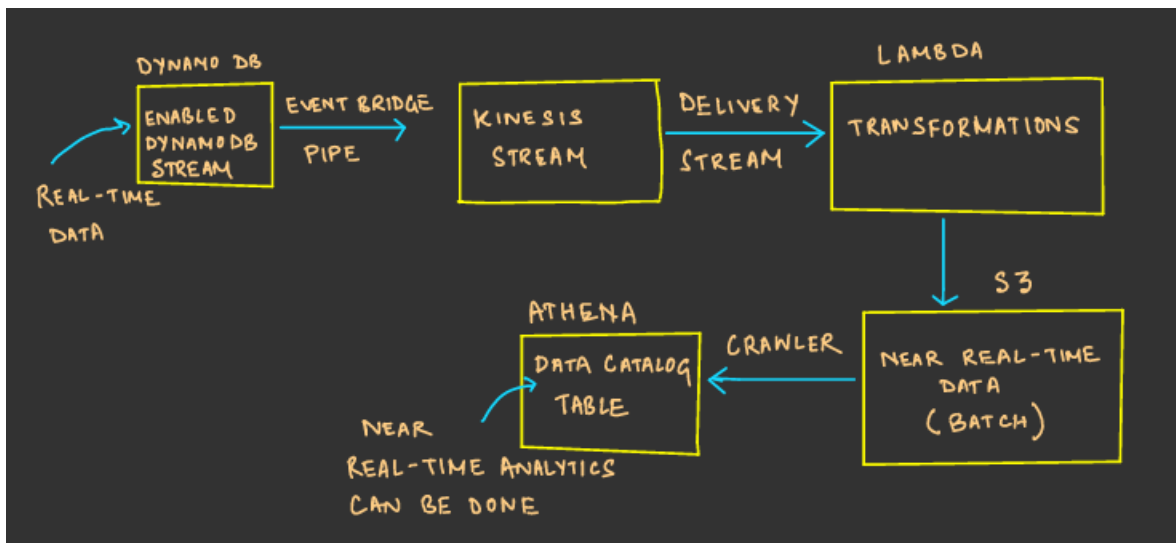 DYNAMO DB
ENABLED
DYNAMODB
STREAM
REAL-TIME
DATA
EVENT BRIDGE
PIPE
KINESIS
STREAM
DELIVERY
STREAM
LAMBDA
TRANSFORMATIONS
S3
NEAR REAL-TIME
DATA
(BATCH)
CRAWLER
ATHENA
DATA CATALOG
TABLE
NEAR
REAL-TIME ANALYTICS
CAN BE DONE